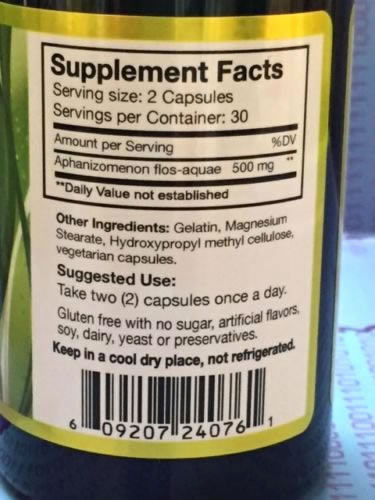 Supplement Facts
Serving size: 2 Capsules
Servings per Container: 30
Amount per Serving %DV
Aphanizomenon flos-aquae 500 mg **
**Daily Value not established
Other Ingredients: Gelatin, Magnesium
Stearate, Hydroxypropyl methyl cellulose,
vegetarian capsules.
Suggested Use:
Take two (2) capsules once a day.
Gluten free with no sugar, artificial flavors,
soy, dairy, yeast or preservatives.
Keep in a cool dry place, not refrigerated.
6 09207 24076 1